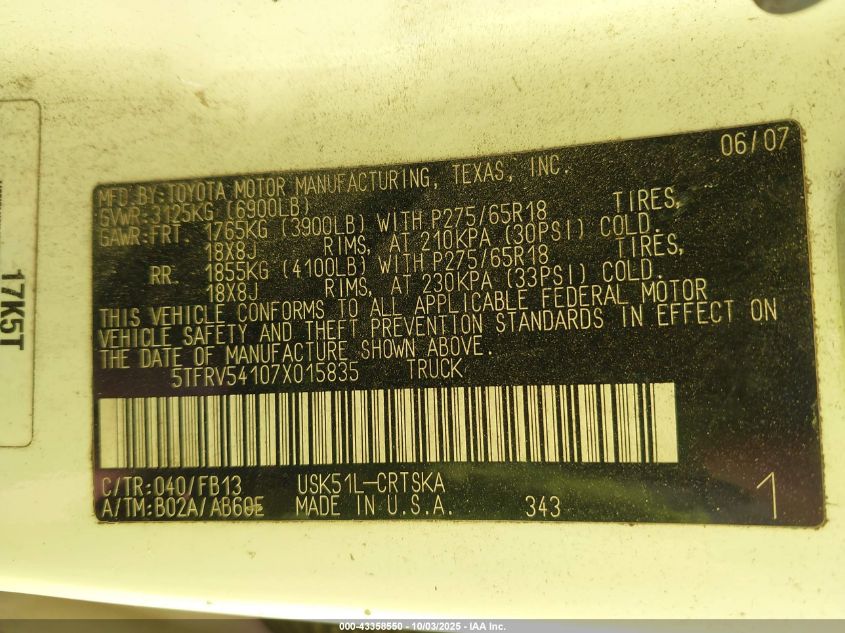 06/07
MFD BY:TOYOTA MOTOR MANUFACTURING, TEXAS, INC.
GVWR:3125KG (6900LB)
GAWR:FRT. 1765KG (3900LB) WITH P275/65R18 TIRES,
18X8J RIMS, AT 210KPA (30PSI) COLD.
RR. 1855KG (4100LB) WITH P275/65R18 TIRES,
18X8J RIMS, AT 230KPA (33PSI) COLD.
THIS VEHICLE CONFORMS TO ALL APPLICABLE FEDERAL MOTOR
VEHICLE SAFETY AND THEFT PREVENTION STANDARDS IN EFFECT ON
THE DATE OF MANUFACTURE SHOWN ABOVE.
5TFRV54107X015835 TRUCK
C/TR:040/FB13 USK51L-CRTSKA
A/TM:B02A/AB60E MADE IN U.S.A. 343 1
17K5T
000-43358550 - 10/03/2025 - IAA Inc.